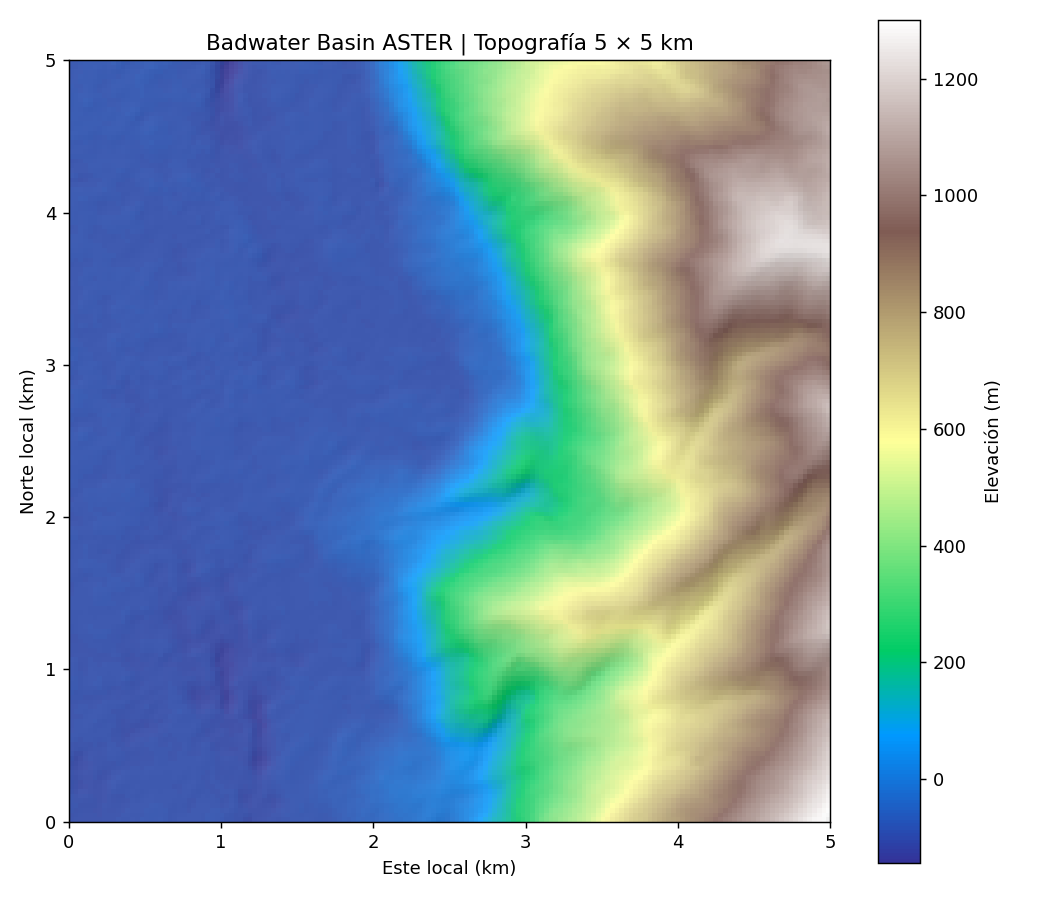 Badwater Basin ASTER | Topografía 5 × 5 km
5
4
3
2
1
0
0 1 2 3 4 5
Norte local (km)
Este local (km)
1200
1000
800
600
400
200
0
Elevación (m)